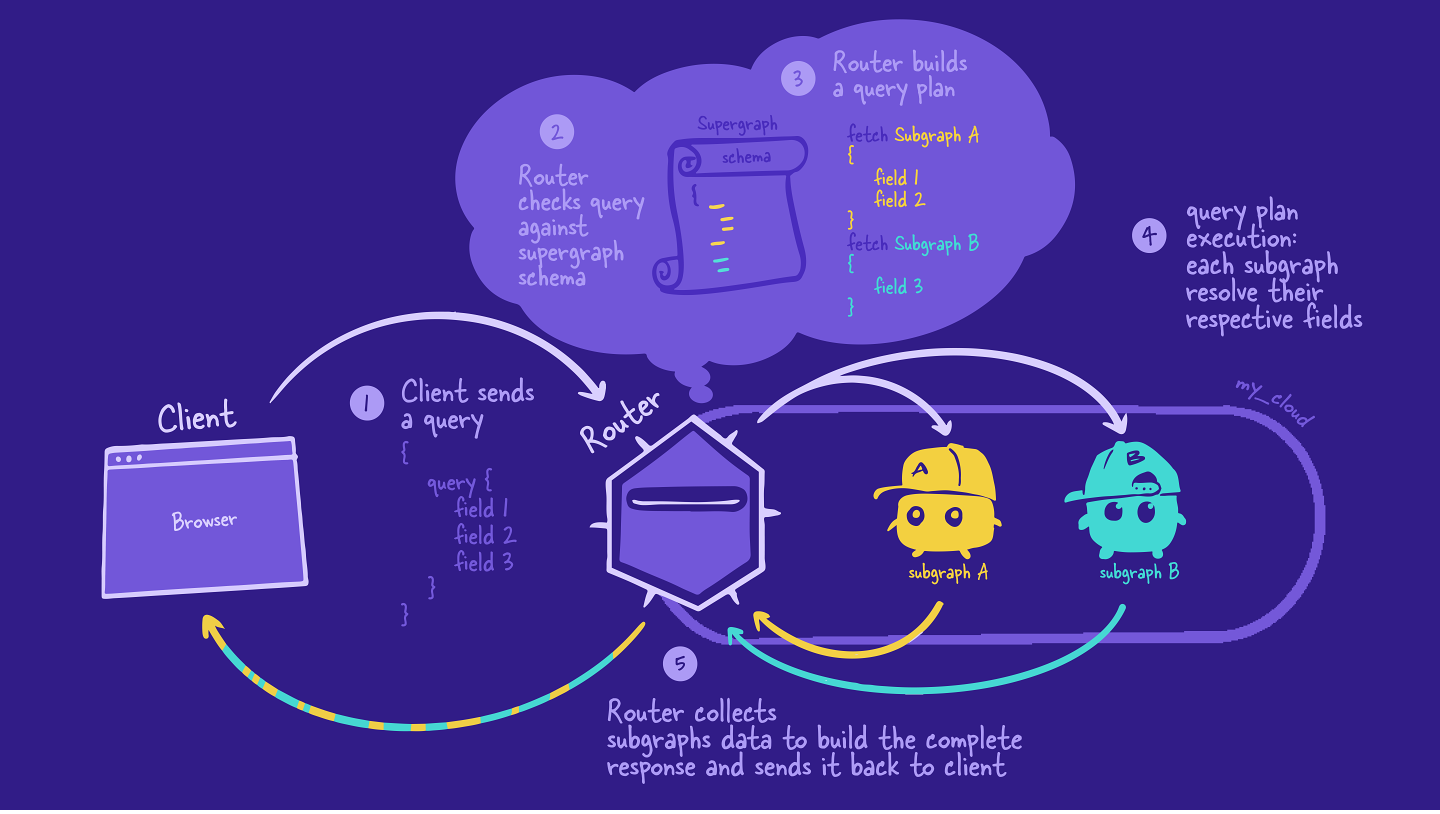 Client
Browser
1
Client sends
a query
{
query {
field 1
field 2
field 3
}
}
2
Router
checks query
against
supergraph
schema
Supergraph
schema
{
3
Router builds
a query plan
fetch Subgraph A
{
field 1
field 2
}
fetch Subgraph B
{
field 3
}
4
query plan
execution:
each subgraph
resolve their
respective fields
Router
my_cloud
A
subgraph A
B
subgraph B
5
Router collects
subgraphs data to build the complete
response and sends it back to client